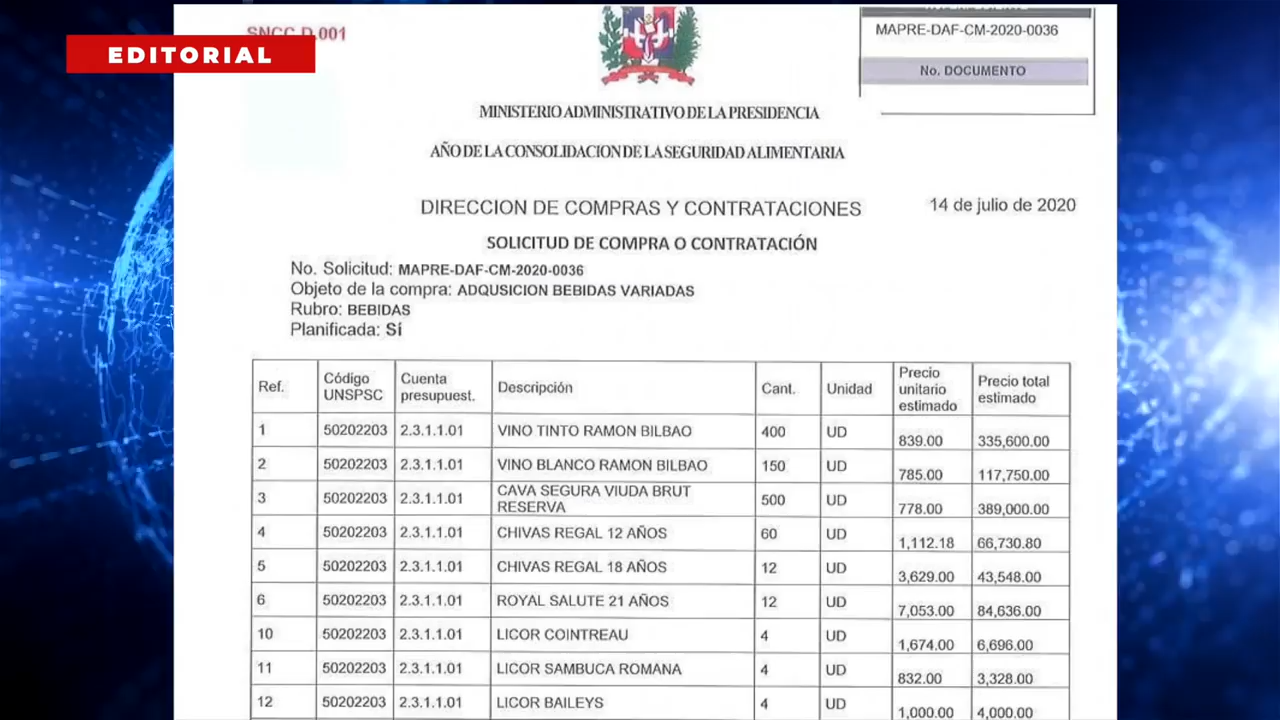 SNCC.D.001
EDITORIAL
MAPRE-DAF-CM-2020-0036
No. DOCUMENTO
MINISTERIO ADMINISTRATIVO DE LA PRESIDENCIA
AÑO DE LA CONSOLIDACION DE LA SEGURIDAD ALIMENTARIA
DIRECCION DE COMPRAS Y CONTRATACIONES
14 de julio de 2020
SOLICITUD DE COMPRA O CONTRATACIÓN
No. Solicitud: MAPRE-DAF-CM-2020-0036
Objeto de la compra: ADQUSICION BEBIDAS VARIADAS
Rubro: BEBIDAS
Planificada: Sí
Ref. Código UNSPSC Cuenta presupuest. Descripción Cant. Unidad Precio unitario estimado Precio total estimado
1 50202203 2.3.1.1.01 VINO TINTO RAMON BILBAO 400 UD 839.00 335,600.00
2 50202203 2.3.1.1.01 VINO BLANCO RAMON BILBAO 150 UD 785.00 117,750.00
3 50202203 2.3.1.1.01 CAVA SEGURA VIUDA BRUT RESERVA 500 UD 778.00 389,000.00
4 50202203 2.3.1.1.01 CHIVAS REGAL 12 AÑOS 60 UD 1,112.18 66,730.80
5 50202203 2.3.1.1.01 CHIVAS REGAL 18 AÑOS 12 UD 3,629.00 43,548.00
6 50202203 2.3.1.1.01 ROYAL SALUTE 21 AÑOS 12 UD 7,053.00 84,636.00
10 50202203 2.3.1.1.01 LICOR COINTREAU 4 UD 1,674.00 6,696.00
11 50202203 2.3.1.1.01 LICOR SAMBUCA ROMANA 4 UD 832.00 3,328.00
12 50202203 2.3.1.1.01 LICOR BAILEYS 4 UD 1,000.00 4,000.00